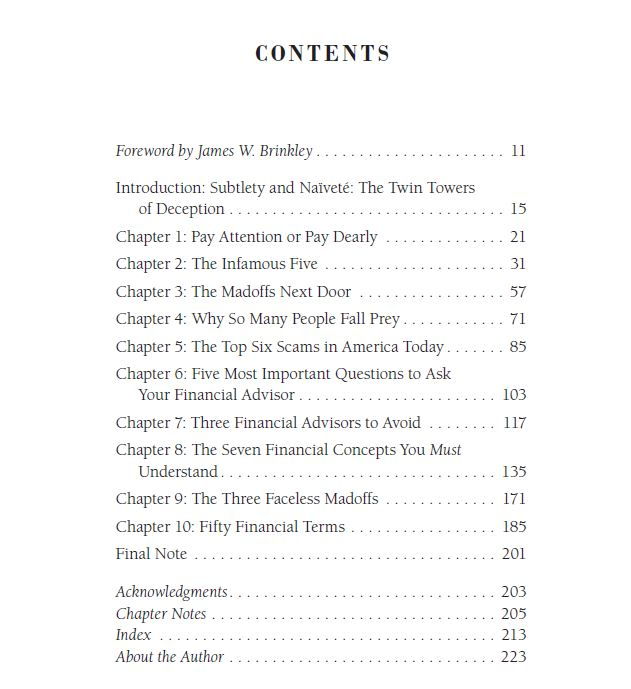 CONTENTS
Foreword by James W. Brinkley . . . . . . . . . . . . . . . . . . . . . . 11
Introduction: Subtlety and Naïveté: The Twin Towers
of Deception . . . . . . . . . . . . . . . . . . . . . . . . . . . . . . . . 15
Chapter 1: Pay Attention or Pay Dearly . . . . . . . . . . . . . . 21
Chapter 2: The Infamous Five . . . . . . . . . . . . . . . . . . . . . 31
Chapter 3: The Madoffs Next Door . . . . . . . . . . . . . . . . . 57
Chapter 4: Why So Many People Fall Prey . . . . . . . . . . . . 71
Chapter 5: The Top Six Scams in America Today . . . . . . . 85
Chapter 6: Five Most Important Questions to Ask
Your Financial Advisor . . . . . . . . . . . . . . . . . . . . . . . 103
Chapter 7: Three Financial Advisors to Avoid . . . . . . . . 117
Chapter 8: The Seven Financial Concepts You Must
Understand . . . . . . . . . . . . . . . . . . . . . . . . . . . . . . . . 135
Chapter 9: The Three Faceless Madoffs . . . . . . . . . . . . . 171
Chapter 10: Fifty Financial Terms . . . . . . . . . . . . . . . . . 185
Final Note . . . . . . . . . . . . . . . . . . . . . . . . . . . . . . . . . . . 201
Acknowledgments . . . . . . . . . . . . . . . . . . . . . . . . . . . . . . . 203
Chapter Notes . . . . . . . . . . . . . . . . . . . . . . . . . . . . . . . . . 205
Index . . . . . . . . . . . . . . . . . . . . . . . . . . . . . . . . . . . . . . . 213
About the Author . . . . . . . . . . . . . . . . . . . . . . . . . . . . . . . 223